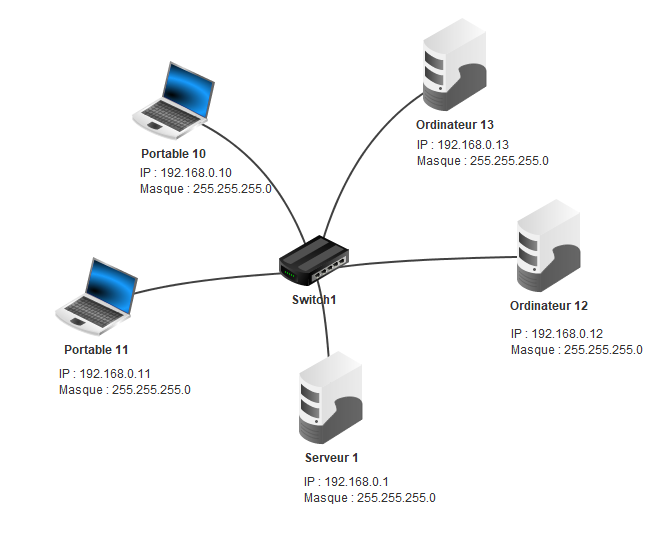 Ordinateur 13
IP : 192.168.0.13
Masque : 255.255.255.0
Portable 10
IP : 192.168.0.10
Masque : 255.255.255.0
Switch1
Ordinateur 12
IP : 192.168.0.12
Masque : 255.255.255.0
Portable 11
IP : 192.168.0.11
Masque : 255.255.255.0
Serveur 1
IP : 192.168.0.1
Masque : 255.255.255.0